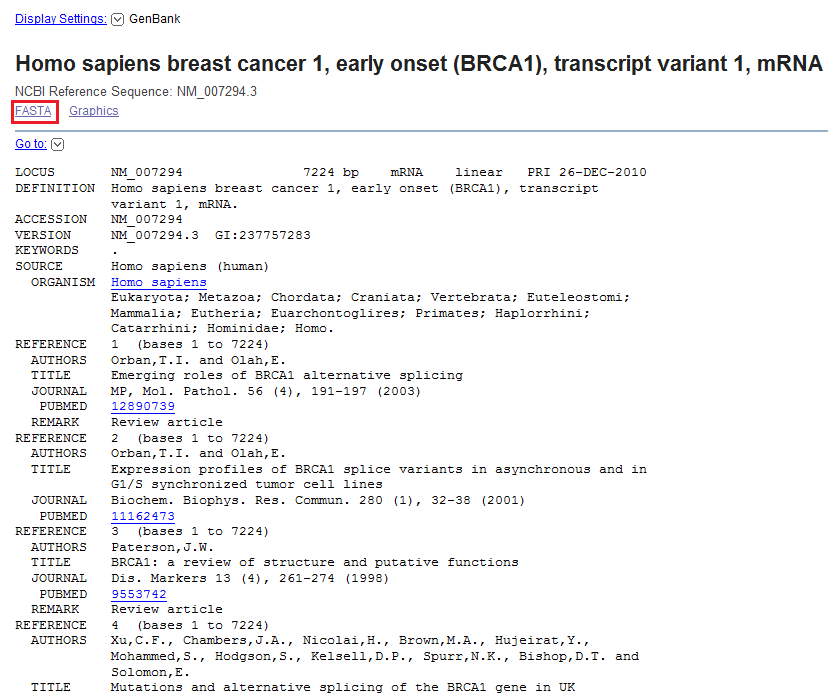 Display Settings: GenBank
Homo sapiens breast cancer 1, early onset (BRCA1), transcript variant 1, mRNA
NCBI Reference Sequence: NM_007294.3
FASTA Graphics
Go to:
LOCUS NM_007294 7224 bp mRNA linear PRI 26-DEC-2010
DEFINITION Homo sapiens breast cancer 1, early onset (BRCA1), transcript
variant 1, mRNA.
ACCESSION NM_007294
VERSION NM_007294.3 GI:237757283
KEYWORDS .
SOURCE Homo sapiens (human)
ORGANISM Homo sapiens
Eukaryota; Metazoa; Chordata; Craniata; Vertebrata; Euteleostomi;
Mammalia; Eutheria; Euarchontoglires; Primates; Haplorrhini;
Catarrhini; Hominidae; Homo.
REFERENCE 1 (bases 1 to 7224)
AUTHORS Orban,T.I. and Olah,E.
TITLE Emerging roles of BRCA1 alternative splicing
JOURNAL MP, Mol. Pathol. 56 (4), 191-197 (2003)
PUBMED 12890739
REMARK Review article
REFERENCE 2 (bases 1 to 7224)
AUTHORS Orban,T.I. and Olah,E.
TITLE Expression profiles of BRCA1 splice variants in asynchronous and in
G1/S synchronized tumor cell lines
JOURNAL Biochem. Biophys. Res. Commun. 280 (1), 32-38 (2001)
PUBMED 11162473
REFERENCE 3 (bases 1 to 7224)
AUTHORS Paterson,J.W.
TITLE BRCA1: a review of structure and putative functions
JOURNAL Dis. Markers 13 (4), 261-274 (1998)
PUBMED 9553742
REMARK Review article
REFERENCE 4 (bases 1 to 7224)
AUTHORS Xu,C.F., Chambers,J.A., Nicolai,H., Brown,M.A., Hujeirat,Y.,
Mohammed,S., Hodgson,S., Kelsell,D.P., Spurr,N.K., Bishop,D.T. and
Solomon,E.
TITLE Mutations and alternative splicing of the BRCA1 gene in UK